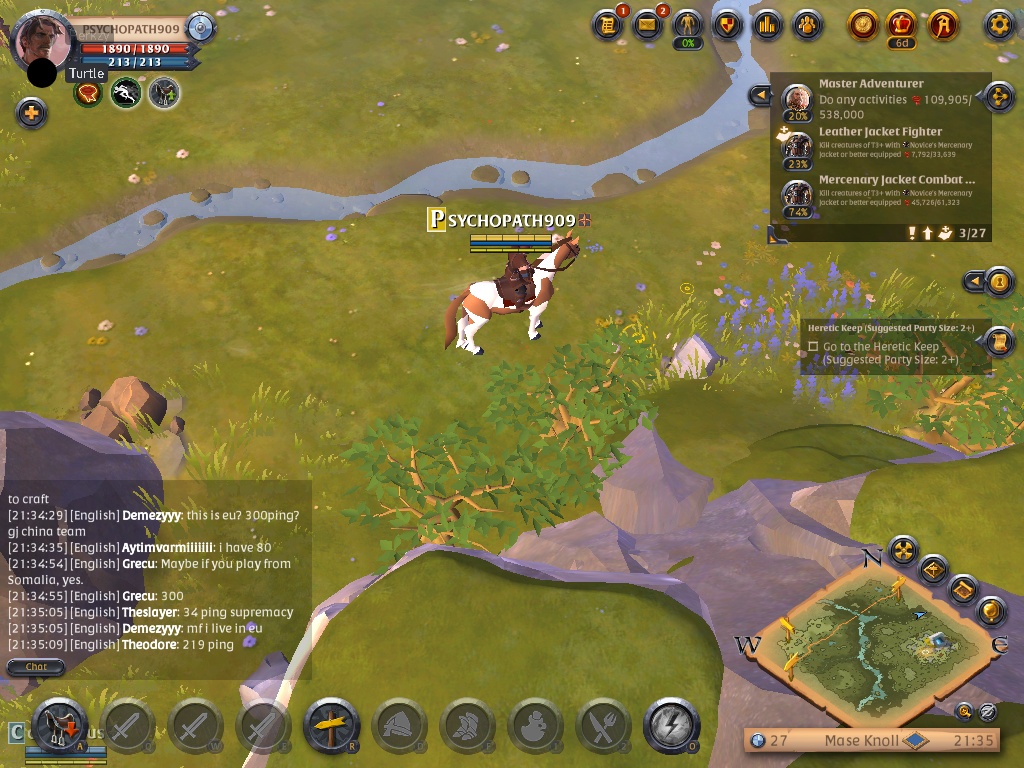 PSYCHOPATH909
1890 / 1890
213 / 213
Turtle
1
2
0%
6d
Master Adventurer
Do any activities 109,905/
538,000
20%
Leather Jacket Fighter
Kill creatures of T3+ with Novice's Mercenary
Jacket or better equipped 7,792/33,639
23%
Mercenary Jacket Combat ...
Kill creatures of T3+ with Novice's Mercenary
Jacket or better equipped 45,726/61,323
74%
3/27
PSYCHOPATH909
Heretic Keep (Suggested Party Size: 2+)
Go to the Heretic Keep
(Suggested Party Size: 2+)
to craft
[21:34:29] [English] Demezyyy: this is eu? 300ping?
gj china team
[21:34:35] [English] Aytimvarmiiiiiii: i have 80
[21:34:54] [English] Grecu: Maybe if you play from
Somalia, yes.
[21:34:55] [English] Grecu: 300
[21:35:05] [English] Theslayer: 34 ping supremacy
[21:35:05] [English] Demezyyy: mf i live in eu
[21:35:09] [English] Theodore: 219 ping
Chat
N
W
E
A
Q
W
E
R
D
F
O
27
Mase Knoll
21:35